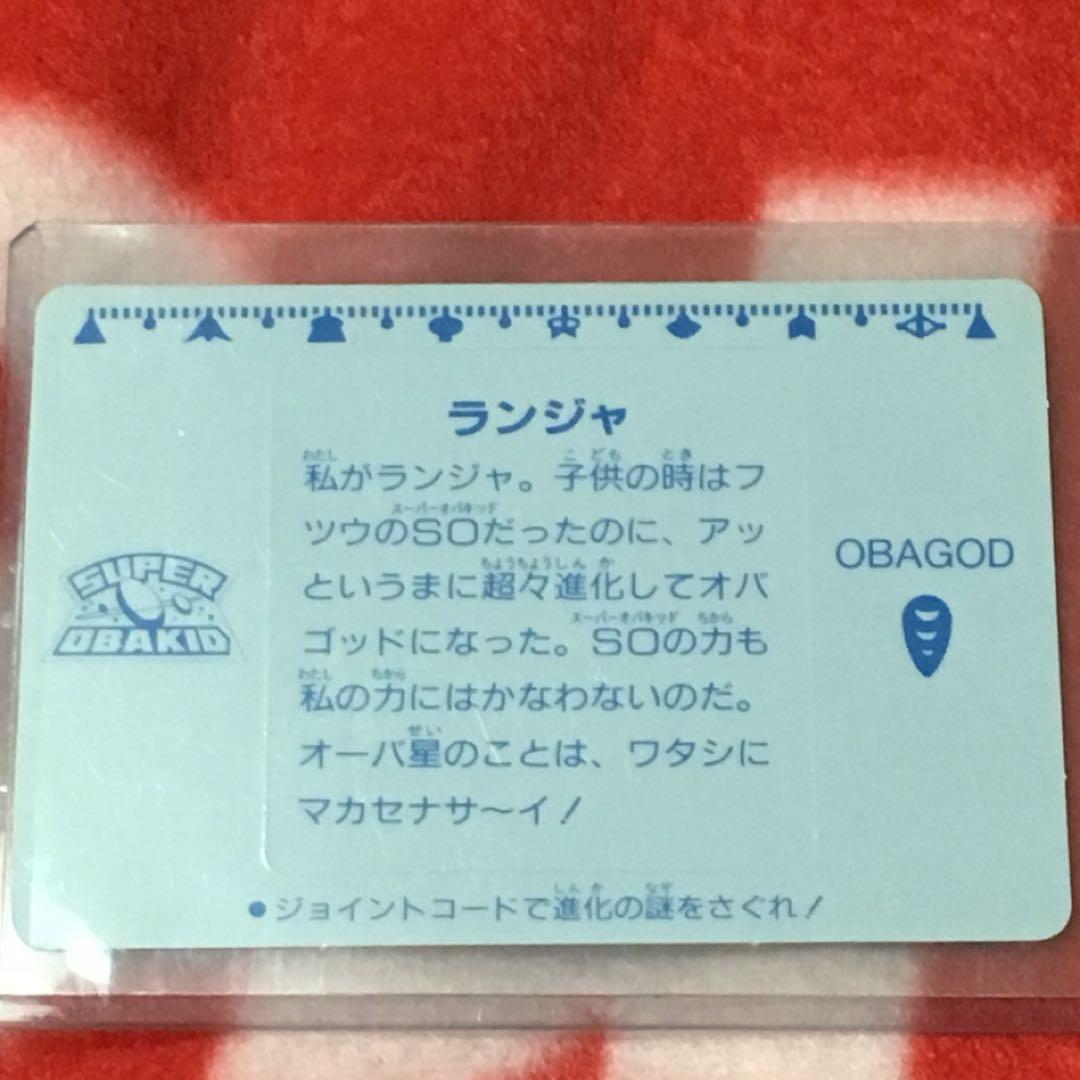 ランジャ
私がランジャ。子供の時はフ
ツウのSOだったのに、アッ
というまに超々進化してオバ
ゴッドになった。SOの力も
私の力にはかなわないのだ。
オーバ星のことは、ワタシに
マカセナサ〜イ！
SUPER
OBAKID
OBAGOD
●ジョイントコードで進化の謎をさぐれ！